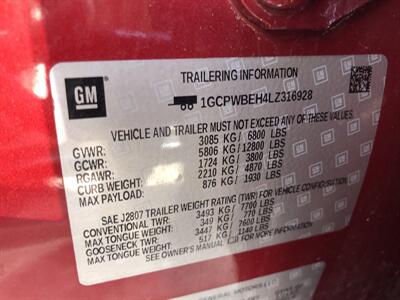 GM
TRAILERING INFORMATION
1GCPWBEH4LZ316928
VEHICLE AND TRAILER MUST NOT EXCEED ANY OF THESE VALUES
GVWR: 3085 KG/ 6800 LBS
GCWR: 5806 KG/ 12800 LBS
RGAWR: 1724 KG/ 3800 LBS
CURB WEIGHT: 2210 KG/ 4870 LBS
MAX PAYLOAD: 876 KG/ 1930 LBS
SAE J2807 TRAILER WEIGHT RATING (TWR) FOR VEHICLE CONFIGURATION.
CONVENTIONAL TWR: 3493 KG/ 7700 LBS
MAX TONGUE WEIGHT: 349 KG/ 770 LBS
GOOSENECK TWR: 3447 KG/ 7600 LBS
MAX TONGUE WEIGHT: 517 KG/ 1140 LBS
SEE OWNER'S MANUAL
GENERAL MOTORS LLC